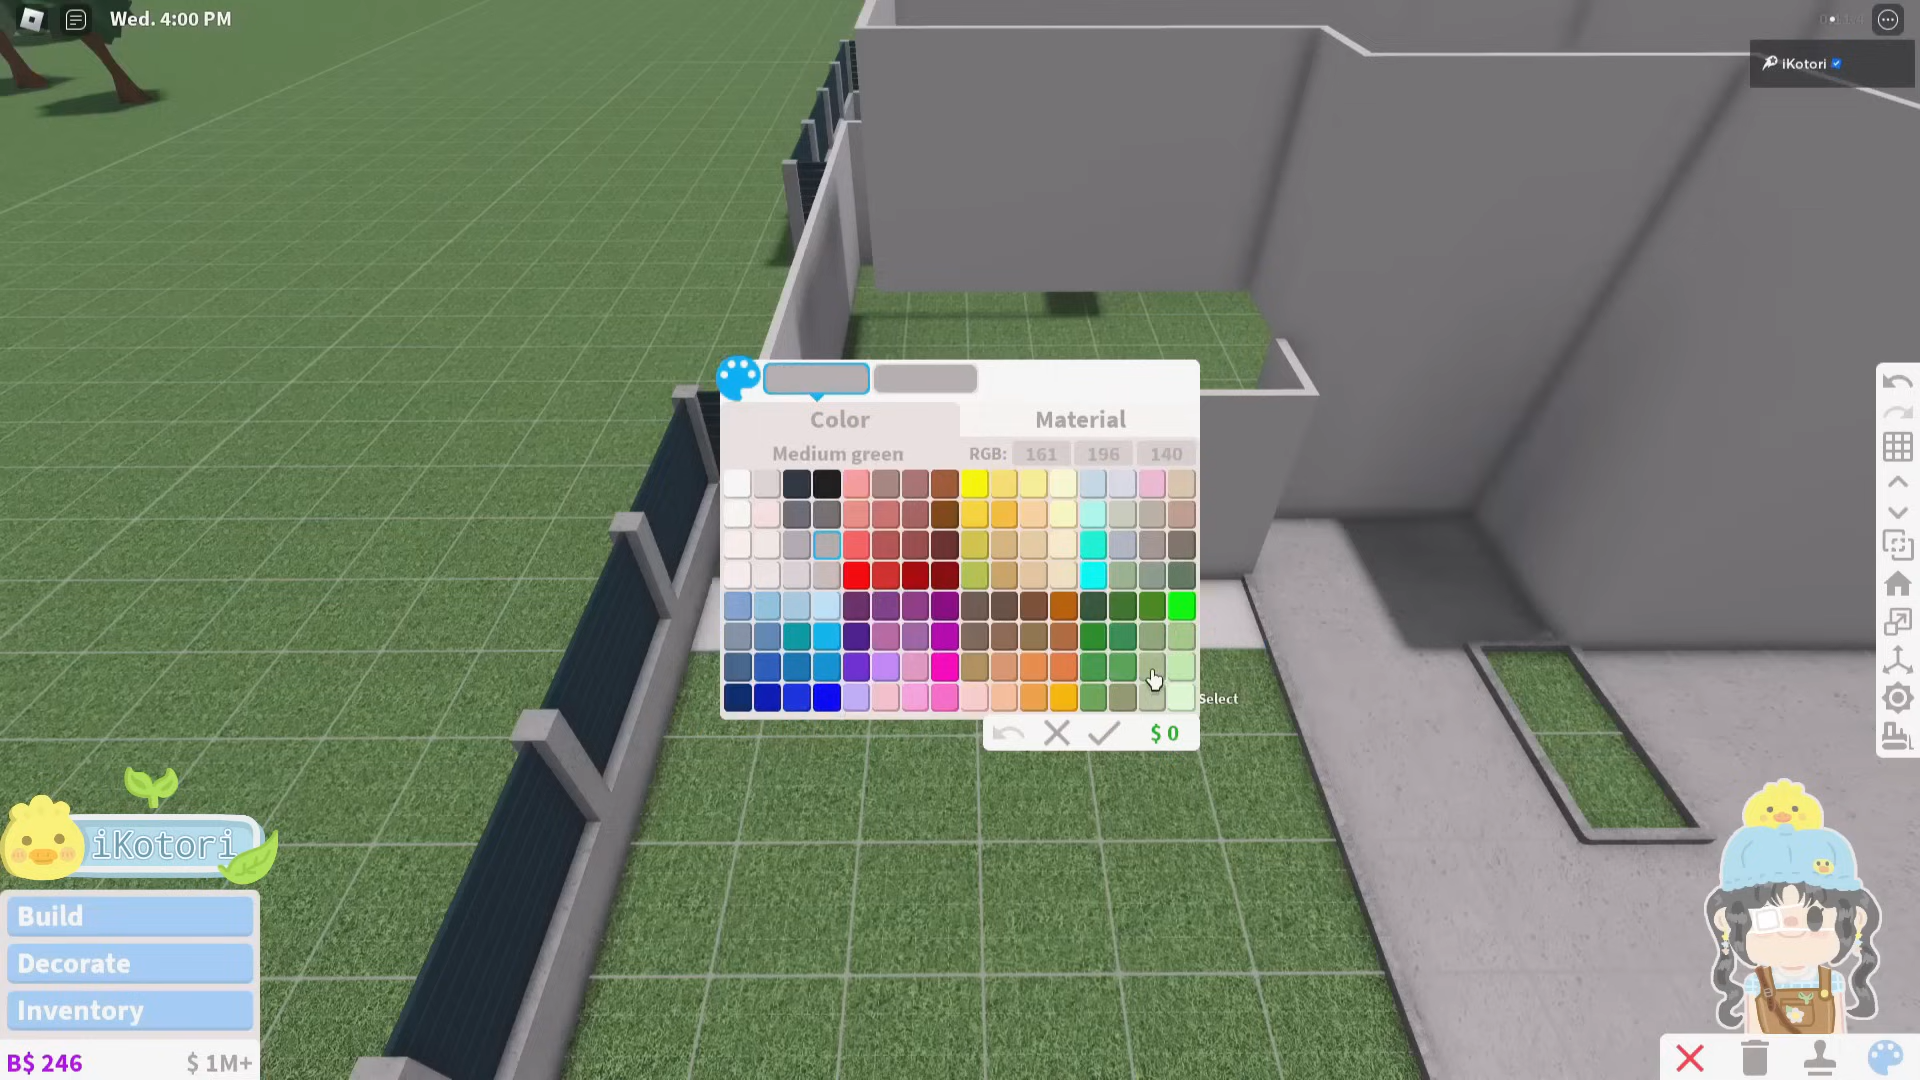 Wed. 4:00 PM
iKotori
Color
Material
Medium green
RGB: 161 196 140
Select
$ 0
iKotori
Build
Decorate
Inventory
B$ 246
$ 1M+